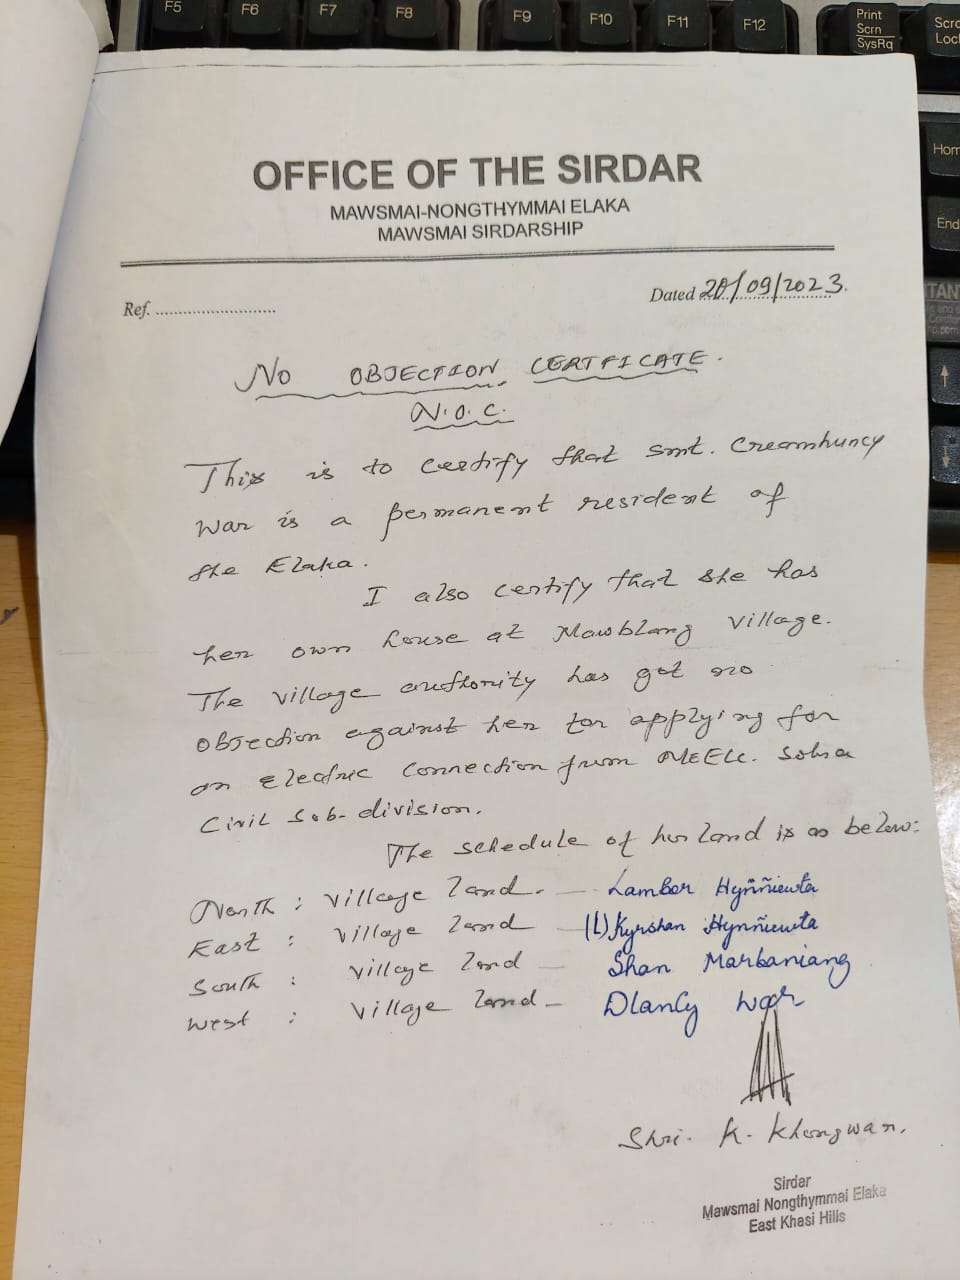 F5 F6 F7 F8 F9 F10 F11 F12 Print Scrn SysRq
OFFICE OF THE SIRDAR
MAWSMAI-NONGTHYMMAI ELAKA
MAWSMAI SIRDARSHIP
Ref. ............................ Dated 20/09/2023.
NO OBJECTION CERTIFICATE.
N.O.C.
This is to certify that Smt. Creamhuncy
War is a permanent resident of
the Elaka.
I also certify that she has
her own house at Mawblang village.
The village authority has got no
objection against her for applying for
an electric connection from MeECL. Sohra
Civil Sub-division.
The schedule of her land is as below:
North : Village land. — Lamber Hynñiewta
East : Village land — (L) Kyrshan Hynñiewta
South : Village land — Shan Marbaniang
West : Village land — Dlancy War
Shri. K. Khongwan.
Sirdar
Mawsmai Nongthymmai Elaka
East Khasi Hills